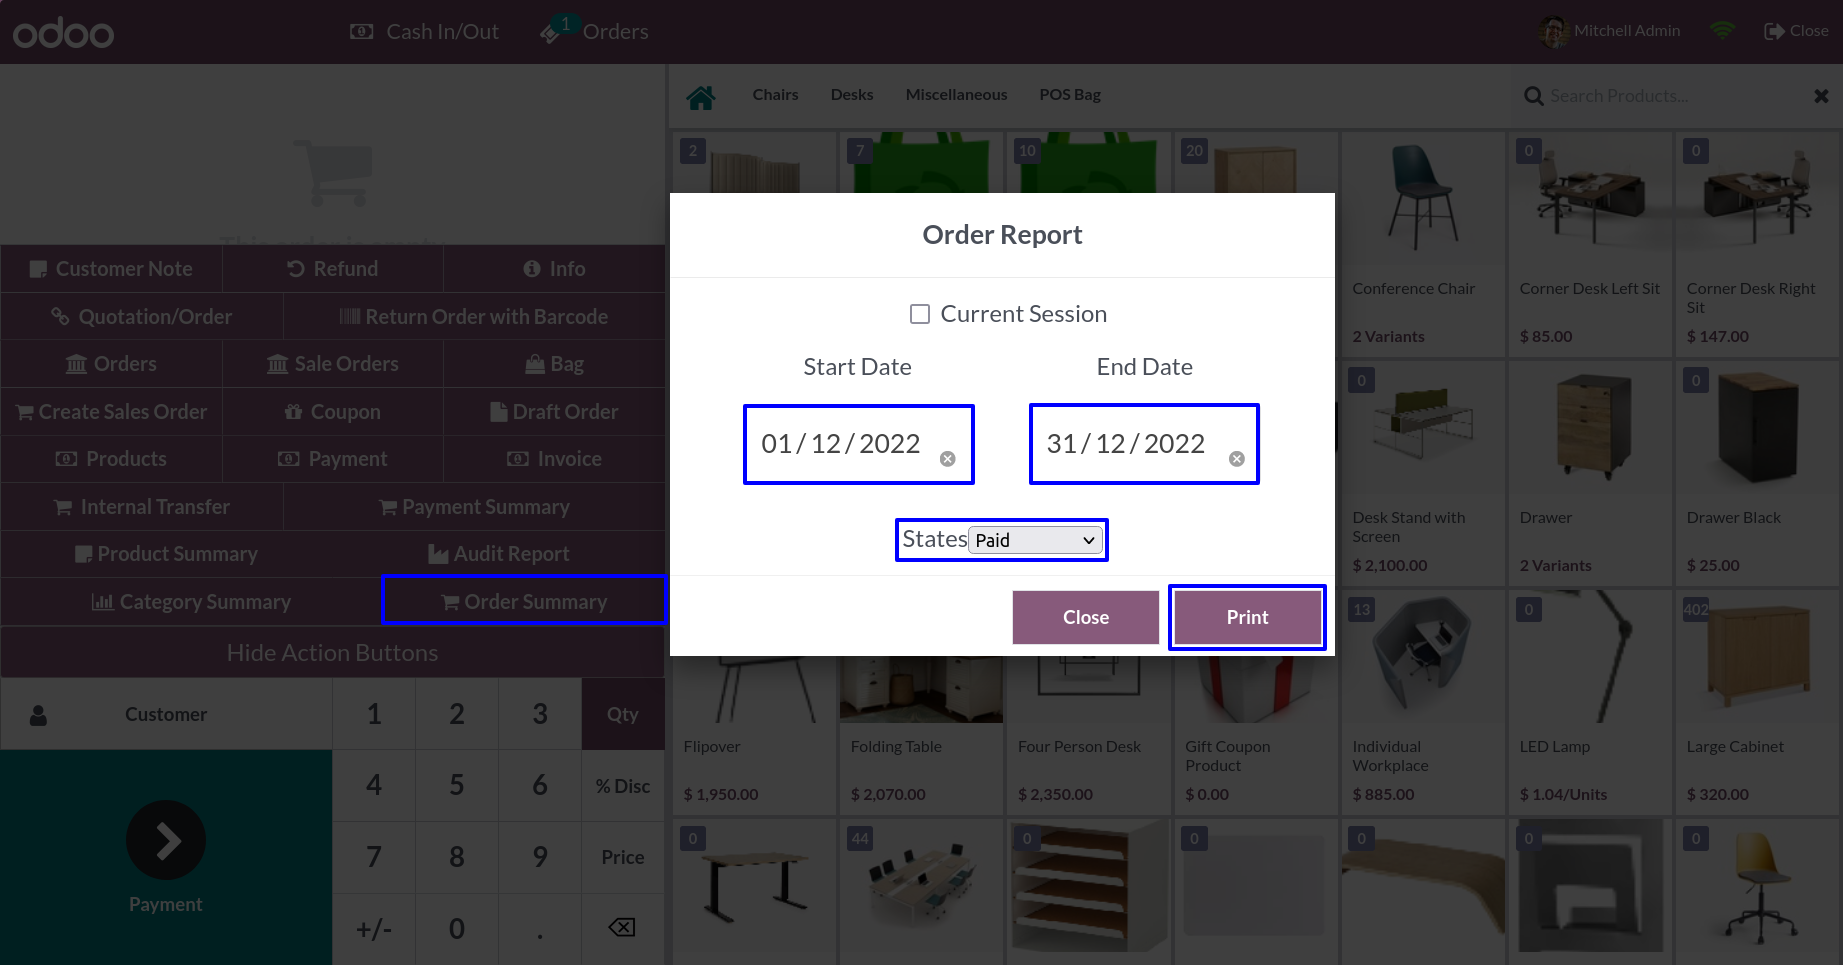 odoo
Cash In/Out
1
Orders
Mitchell Admin
Close
Chairs
Desks
Miscellaneous
POS Bag
Search Products...
Customer Note
Refund
Info
Quotation/Order
Return Order with Barcode
Orders
Sale Orders
Bag
Create Sales Order
Coupon
Draft Order
Products
Payment
Invoice
Internal Transfer
Payment Summary
Product Summary
Audit Report
Category Summary
Order Summary
Hide Action Buttons
Customer
1
2
3
Qty
4
5
6
% Disc
7
8
9
Price
+/-
0
.
Payment
Order Report
Current Session
Start Date
End Date
01/12/2022
31/12/2022
States
Paid
Close
Print
2
7
10
20
0
0
Conference Chair
2 Variants
Corner Desk Left Sit
$ 85.00
Corner Desk Right
Sit
$ 147.00
0
0
Desk Stand with
Screen
$ 2,100.00
Drawer
2 Variants
Drawer Black
$ 25.00
13
0
402
Flipover
$ 1,950.00
Folding Table
$ 2,070.00
Four Person Desk
$ 2,350.00
Gift Coupon
Product
$ 0.00
Individual
Workplace
$ 885.00
LED Lamp
$ 1.04/Units
Large Cabinet
$ 320.00
0
44
0
0
0
0
0